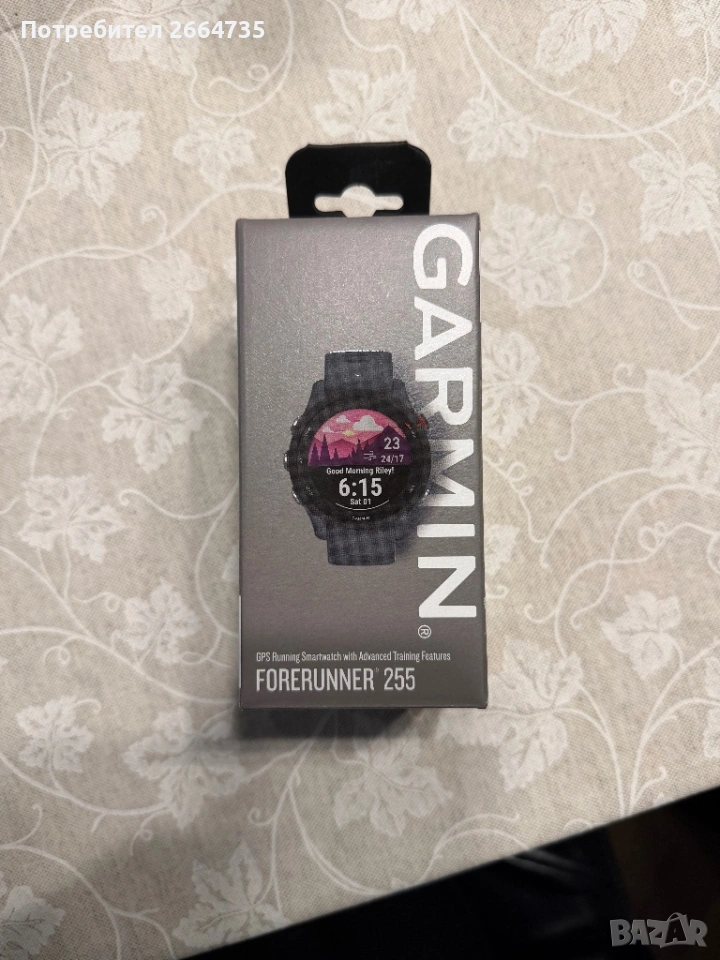 Потребител 2664735
GARMIN®
23
24/17
Good Morning Riley!
6:15
Sat 01
GPS Running Smartwatch with Advanced Training Features
FORERUNNER® 255
BAZAR